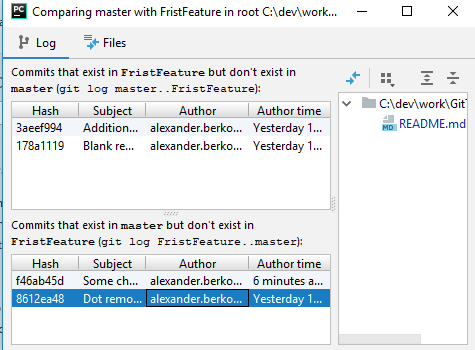 Comparing master with FristFeature in root C:\dev\work...
Log Files
Commits that exist in FristFeature but don't exist in
master (git log master..FristFeature):
Hash Subject Author Author time
3aeef994 Addition... alexander.berko... Yesterday 1...
178a1119 Blank re... alexander.berko... Yesterday 1...
Commits that exist in master but don't exist in
FristFeature (git log FristFeature..master):
Hash Subject Author Author time
f46ab45d Some ch... alexander.berko... 6 minutes a...
8612ea48 Dot remo... alexander.berko... Yesterday 1...
C:\dev\work\GitT
README.md
PC
MD